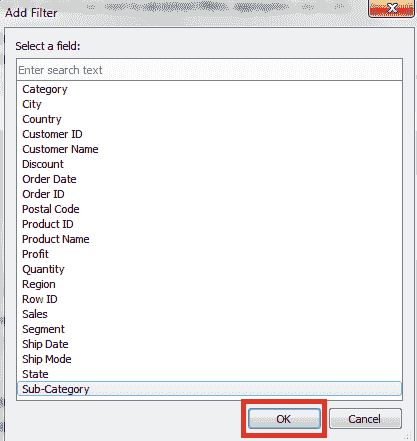 Add Filter
Select a field:
Enter search text
Category
City
Country
Customer ID
Customer Name
Discount
Order Date
Order ID
Postal Code
Product ID
Product Name
Profit
Quantity
Region
Row ID
Sales
Segment
Ship Date
Ship Mode
State
Sub-Category
OK
Cancel